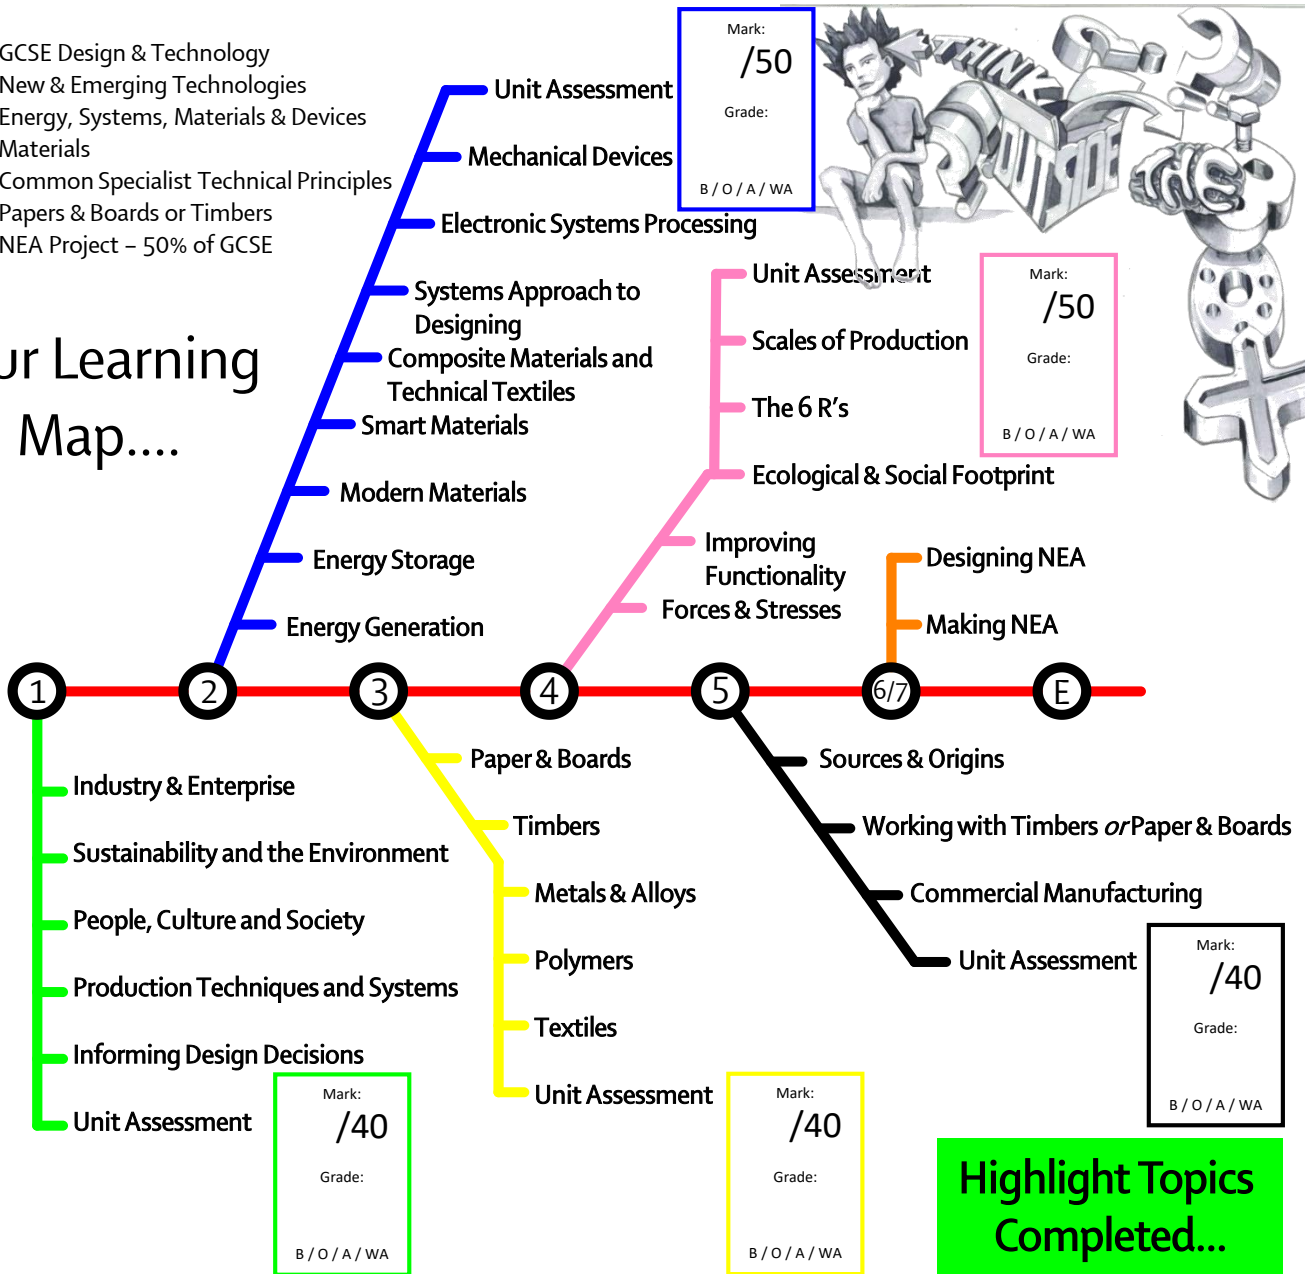 GCSE Design & Technology
New & Emerging Technologies
Energy, Systems, Materials & Devices
Materials
Common Specialist Technical Principles
Papers & Boards or Timbers
NEA Project – 50% of GCSE
ur Learning
Map....
Unit Assessment
Mechanical Devices
Electronic Systems Processing
Systems Approach to
Designing
Composite Materials and
Technical Textiles
Smart Materials
Modern Materials
Energy Storage
Energy Generation
Mark:
/50
Grade:
B / O / A / WA
THINK
OUTSIDE
THE
Unit Assessment
Scales of Production
The 6 R's
Ecological & Social Footprint
Improving
Functionality
Forces & Stresses
Mark:
/50
Grade:
B / O / A / WA
Designing NEA
Making NEA
1
2
3
4
5
6/7
E
Industry & Enterprise
Sustainability and the Environment
People, Culture and Society
Production Techniques and Systems
Informing Design Decisions
Unit Assessment
Mark:
/40
Grade:
B / O / A / WA
Paper & Boards
Timbers
Metals & Alloys
Polymers
Textiles
Unit Assessment
Mark:
/40
Grade:
B / O / A / WA
Sources & Origins
Working with Timbers or Paper & Boards
Commercial Manufacturing
Unit Assessment
Mark:
/40
Grade:
B / O / A / WA
Highlight Topics
Completed...